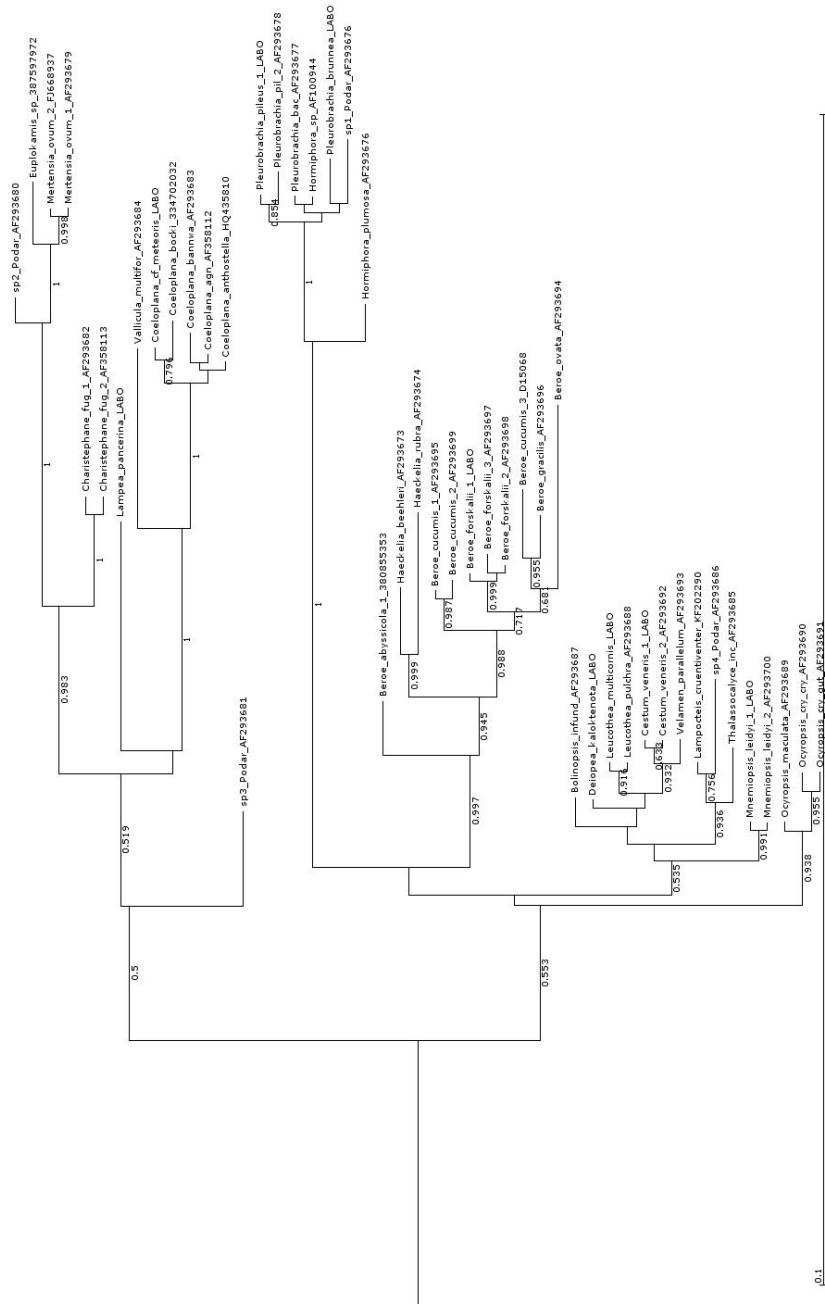 sp2_Podar_AF293680
Euplokamis_sp_387597972
Mertensia_ovum_2_FJ668937
Mertensia_ovum_1_AF293679
0.998
1
1
Charistephane_fug_1_AF293682
Charistephane_fug_2_AF358113
1
0.983
Lampea_pancerina_LABO
Vallicula_multifor_AF293684
Coeloplana_cf_meteoris_LABO
Coeloplana_bocki_334702032
0.796
Coeloplana_bannwa_AF293683
Coeloplana_agn_AF358112
Coeloplana_anthostella_HQ435810
1
1
0.519
sp3_Podar_AF293681
0.5
Pleurobrachia_pileus_1_LABO
Pleurobrachia_pil_2_AF293678
0.854
Pleurobrachia_bac_AF293677
Hormiphora_sp_AF100944
Pleurobrachia_brunnea_LABO
sp1_Podar_AF293676
1
Hormiphora_plumosa_AF293676
1
Beroe_abyssicola_1_380855353
Haeckelia_beehleri_AF293673
Haeckelia_rubra_AF293674
0.999
Beroe_cucumis_1_AF293695
Beroe_cucumis_2_AF293699
0.987
Beroe_forskalii_1_LABO
Beroe_forskalii_3_AF293697
Beroe_forskalii_2_AF293698
0.999
Beroe_cucumis_3_D15068
Beroe_gracilis_AF293696
0.955
Beroe_ovata_AF293694
0.717
0.988
0.945
0.997
Bolinopsis_infund_AF293687
Deiopea_kaloktenota_LABO
Leucothea_multicornis_LABO
Leucothea_pulchra_AF293688
0.916
Cestum_veneris_1_LABO
Cestum_veneris_2_AF293692
0.633
Velamen_parallelum_AF293693
0.932
Lampocteis_cruentiventer_KF202290
sp4_Podar_AF293686
0.756
Thalassocalyce_inc_AF293685
0.936
Mnemiopsis_leidyi_1_LABO
Mnemiopsis_leidyi_2_AF293700
0.991
0.535
Ocyropsis_maculata_AF293689
Ocyropsis_cry_cry_AF293690
Ocyropsis_cry_gut_AF293691
0.955
0.938
0.553
0.1